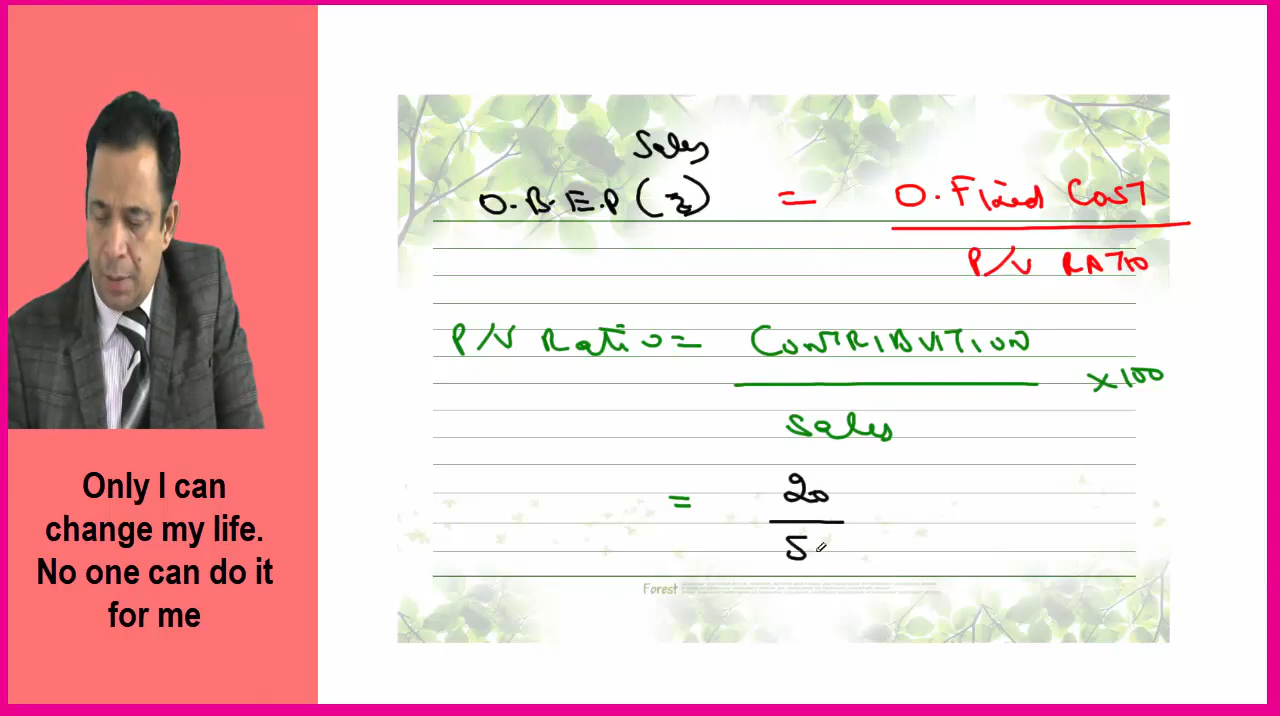 Sales
O.B.E.P (₹) = O.Fixed Cost
P/V RATIO
P/V Ratio = CONTRIBUTION
×100
Sales
= 20
5
Forest
Only I can
change my life.
No one can do it
for me